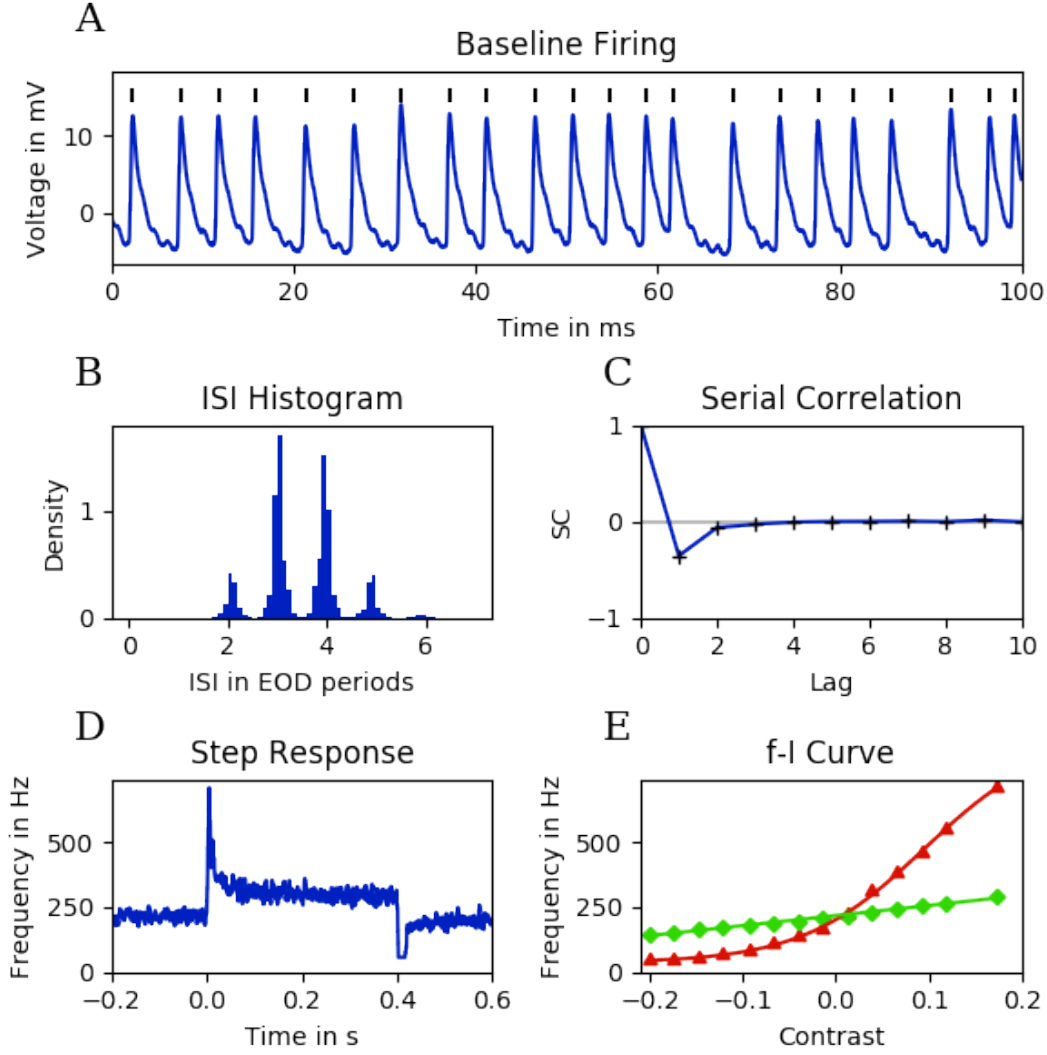 A
Baseline Firing
Voltage in mV
10
0
0 20 40 60 80 100
Time in ms
B
ISI Histogram
Density
1
0
0 2 4 6
ISI in EOD periods
C
Serial Correlation
SC
1
0
−1
0 2 4 6 8 10
Lag
D
Step Response
Frequency in Hz
500
250
0
−0.2 0.0 0.2 0.4 0.6
Time in s
E
f-I Curve
Frequency in Hz
500
250
0
−0.2 −0.1 0.0 0.1 0.2
Contrast